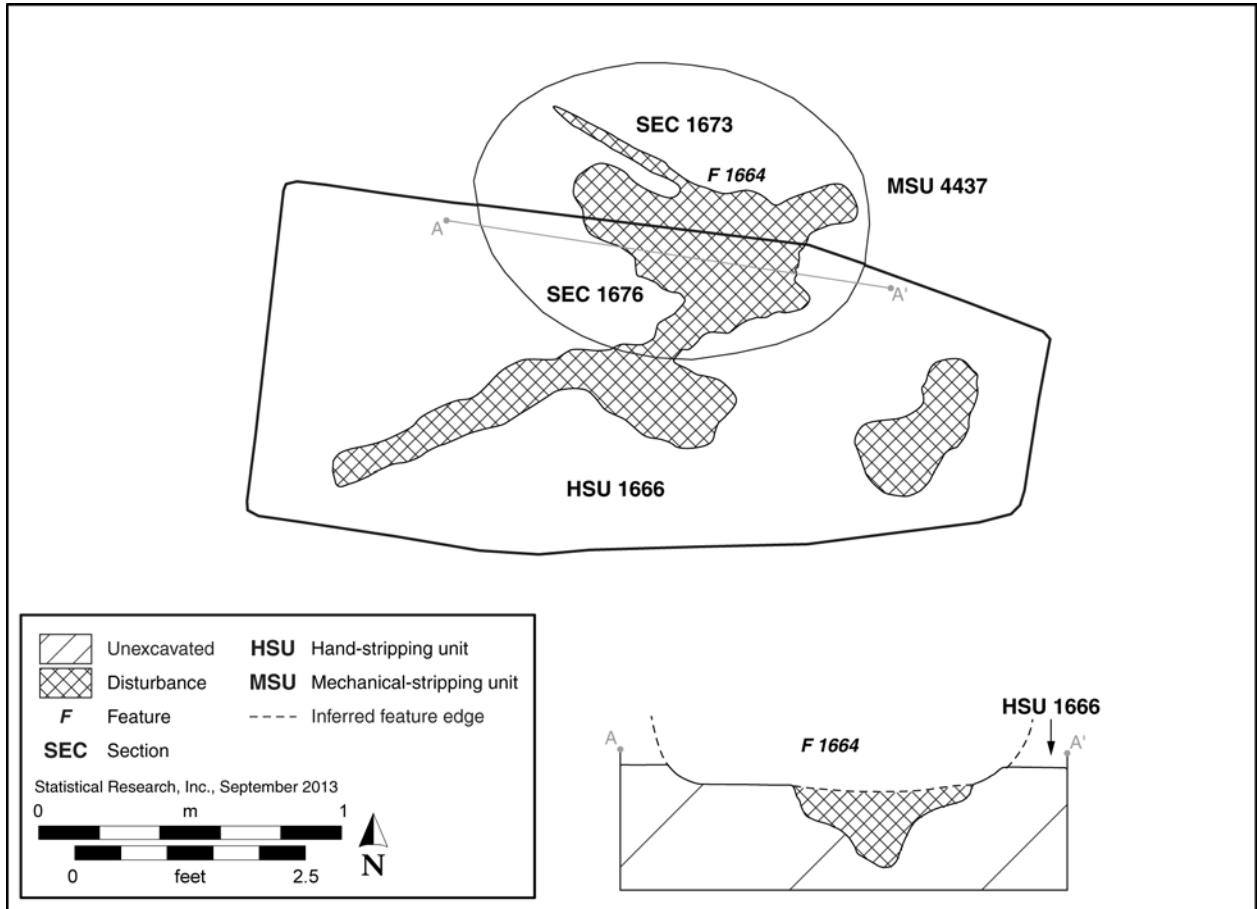 SEC 1673
F 1664
MSU 4437
A
A'
SEC 1676
HSU 1666
Unexcavated
HSU Hand-stripping unit
Disturbance
MSU Mechanical-stripping unit
F Feature
Inferred feature edge
SEC Section
Statistical Research, Inc., September 2013
0 m 1
0 feet 2.5
N
HSU 1666
A
F 1664
A'